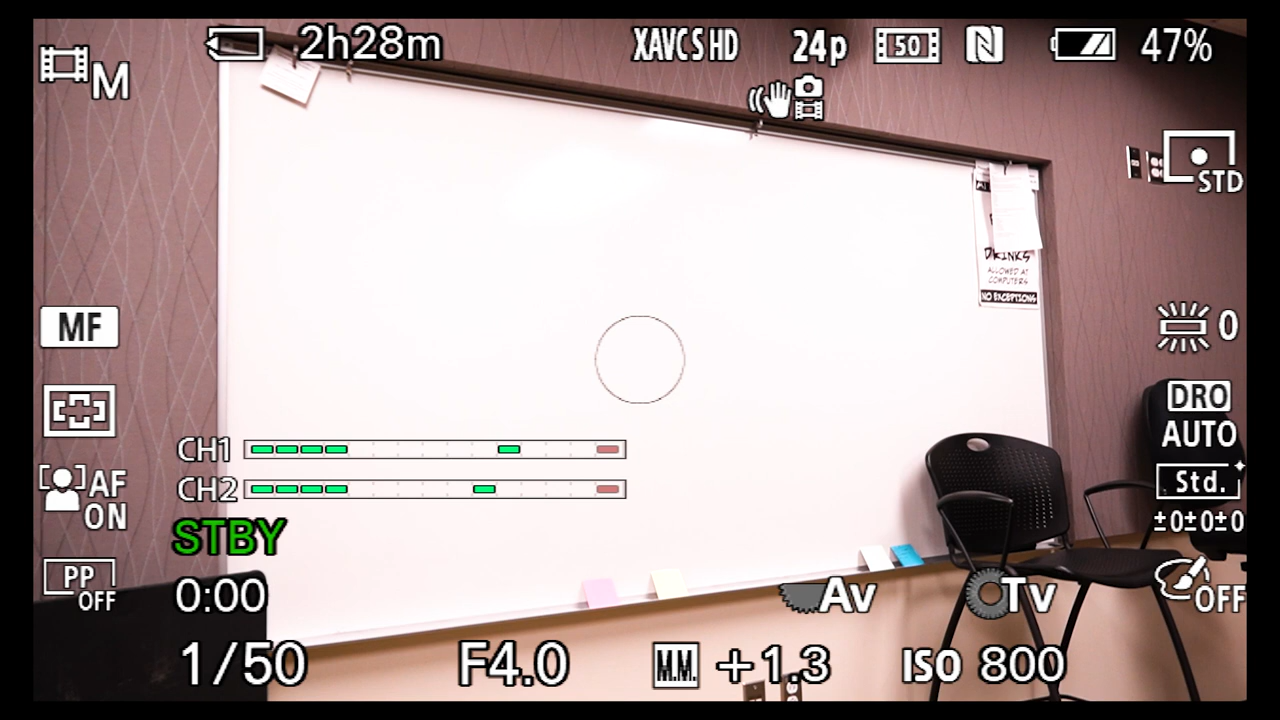 2h28m
XAVC S HD
24p
50
N
47%
M
STD
DRINKS
ALLOWED AT
COMPUTERS
NO EXCEPTIONS
MF
0
DRO
AUTO
CH1
AF
ON
CH2
Std.
±0±0±0
STBY
PP
OFF
0:00
Av
Tv
OFF
1/50
F4.0
M.M.
+1.3
ISO 800